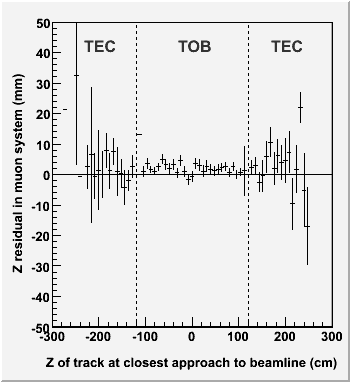 50
TEC TOB TEC
40
30
20
10
0
-10
-20
-30
-40
-50
-300 -200 -100 0 100 200 300
Z residual in muon system (mm)
Z of track at closest approach to beamline (cm)